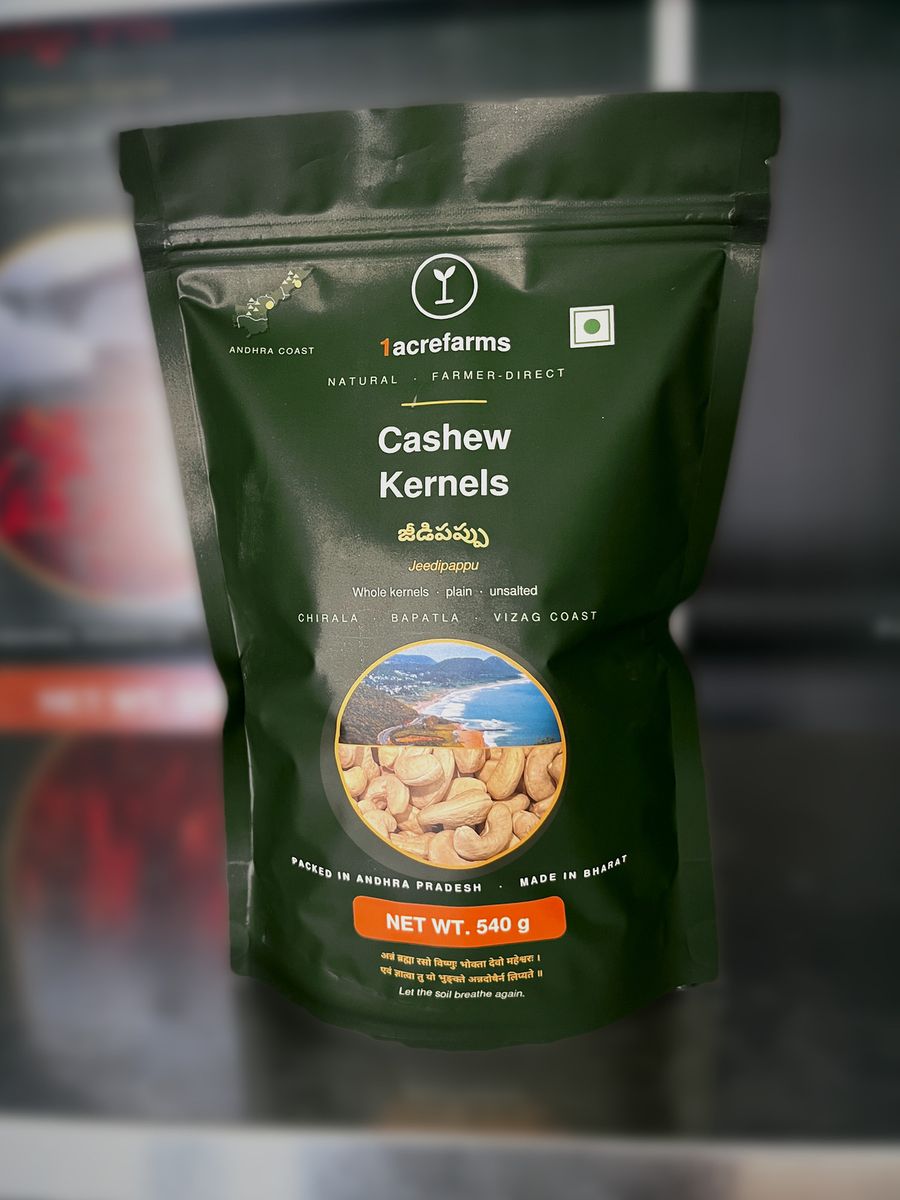 ANDHRA COAST
1acrefarms
NATURAL · FARMER-DIRECT
Cashew
Kernels
జీడిపప్పు
Jeedipappu
Whole kernels · plain · unsalted
CHIRALA · BAPATLA · VIZAG COAST
PACKED IN ANDHRA PRADESH · MADE IN BHARAT
NET WT. 540 g
अन्नं ब्रह्मा रसो विष्णुः भोक्ता देवो महेश्वरः ।
एवं ज्ञात्वा तु यो भुङ्क्ते अन्नदोषैर्न लिप्यते ॥
Let the soil breathe again.